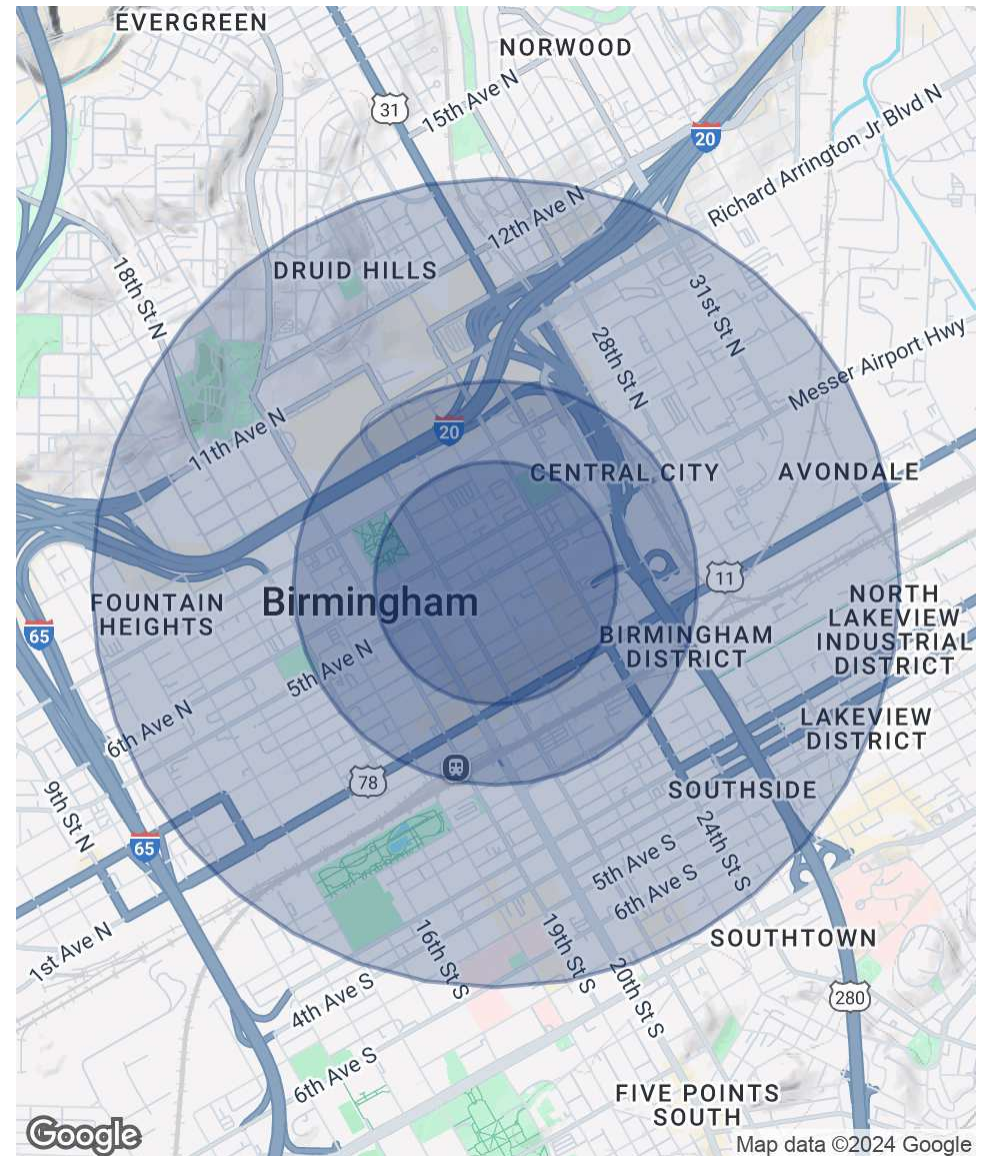 EVERGREEN
NORWOOD
31
15th Ave N
20
Richard Arrington Jr Blvd N
12th Ave N
18th St N
DRUID HILLS
31st St N
28th St N
Messer Airport Hwy
11th Ave N
20
CENTRAL CITY
AVONDALE
11
FOUNTAIN
HEIGHTS
Birmingham
NORTH
LAKEVIEW
INDUSTRIAL
DISTRICT
65
BIRMINGHAM
DISTRICT
5th Ave N
6th Ave N
LAKEVIEW
DISTRICT
78
SOUTHSIDE
9th St N
65
24th St S
5th Ave S
6th Ave S
1st Ave N
16th St S
19th St S
20th St S
SOUTHTOWN
4th Ave S
280
6th Ave S
FIVE POINTS
SOUTH
Google
Map data ©2024 Google